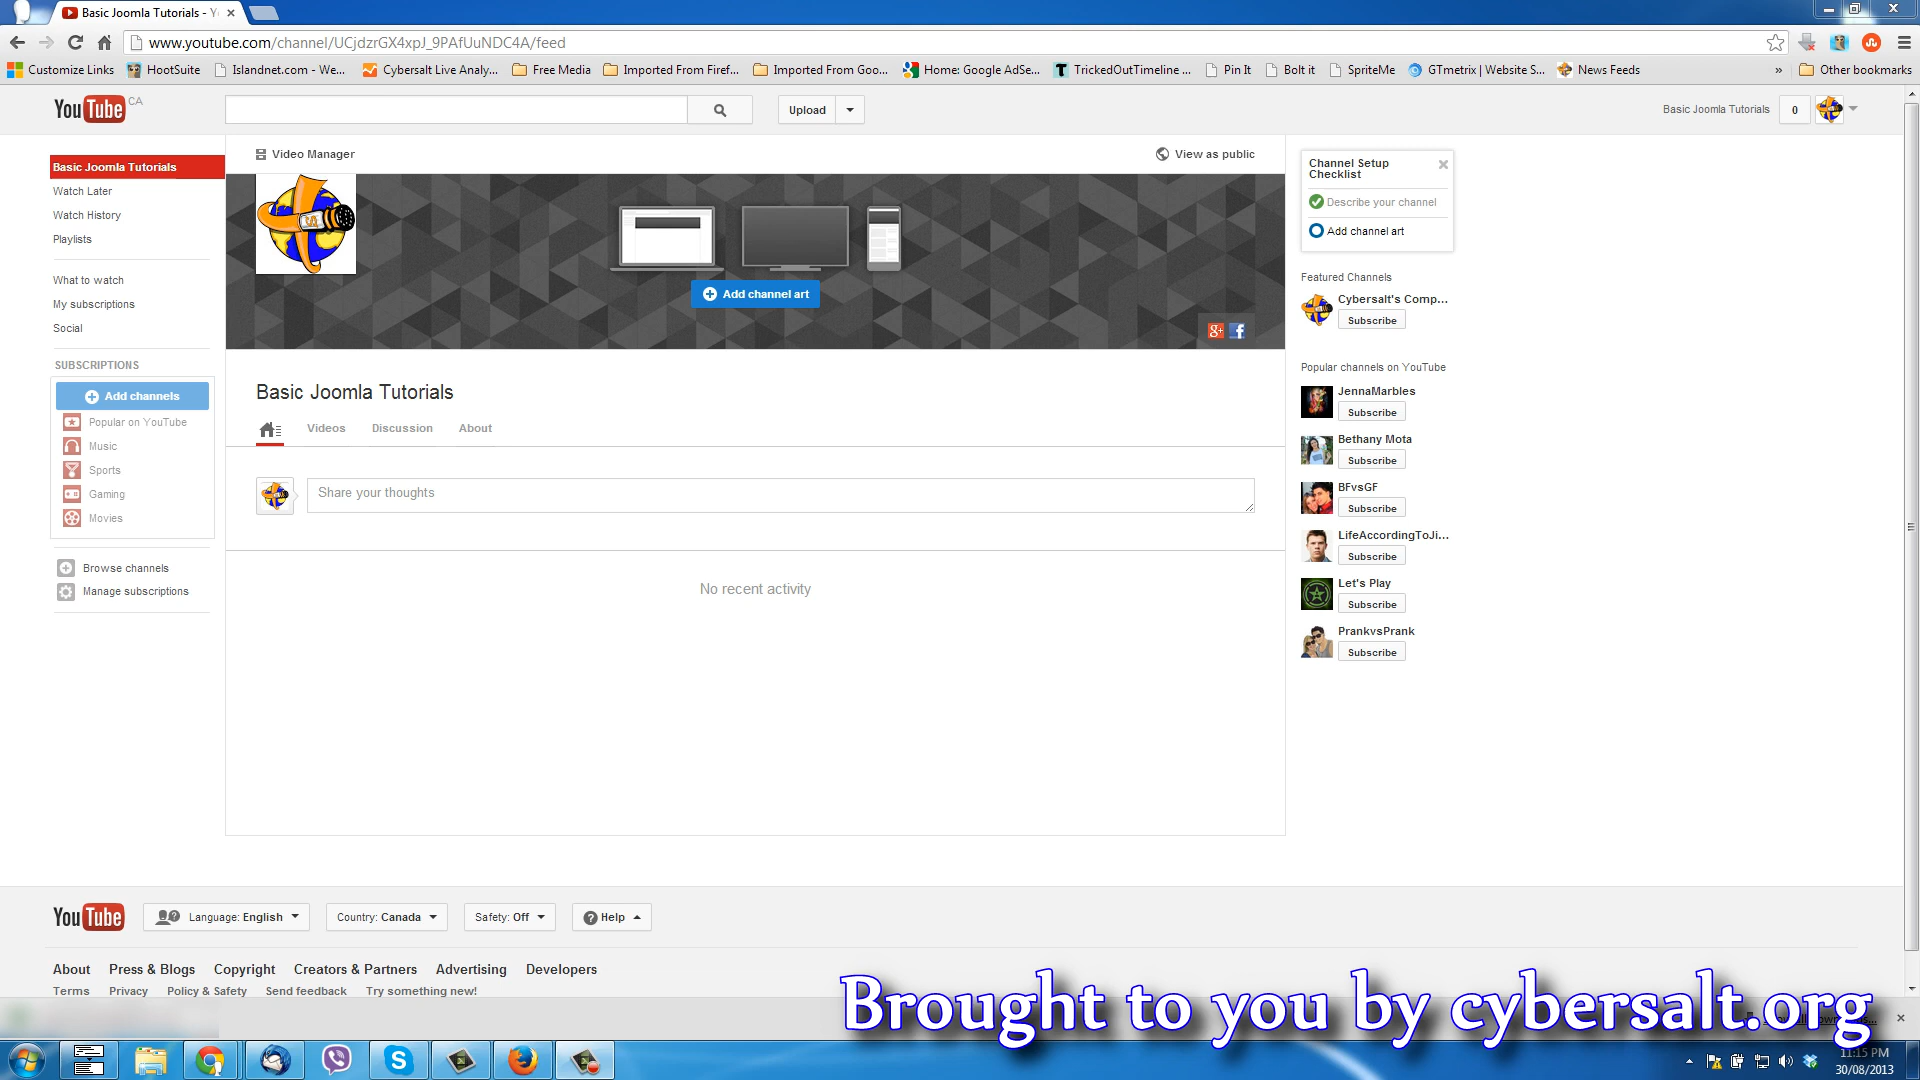 Basic Joomla Tutorials - Y
www.youtube.com/channel/UCjdzrGX4xpJ_9PAfUuNDC4A/feed
Customize Links HootSuite Islandnet.com - We... Cybersalt Live Analy... Free Media Imported From Firef... Imported From Goo... Home: Google AdSe... TrickedOutTimeline ... Pin It Bolt it SpriteMe GTmetrix | Website S... News Feeds » Other bookmarks
YouTube CA
Upload
Basic Joomla Tutorials 0
Basic Joomla Tutorials
Watch Later
Watch History
Playlists
What to watch
My subscriptions
Social
SUBSCRIPTIONS
Add channels
Popular on YouTube
Music
Sports
Gaming
Movies
Browse channels
Manage subscriptions
Video Manager
View as public
Add channel art
Basic Joomla Tutorials
Videos Discussion About
Share your thoughts
No recent activity
Channel Setup
Checklist
Describe your channel
Add channel art
Featured Channels
Cybersalt's Comp...
Subscribe
Popular channels on YouTube
JennaMarbles
Subscribe
Bethany Mota
Subscribe
BFvsGF
Subscribe
LifeAccordingToJi...
Subscribe
Let's Play
Subscribe
PrankvsPrank
Subscribe
YouTube Language: English Country: Canada Safety: Off Help
About Press & Blogs Copyright Creators & Partners Advertising Developers
Terms Privacy Policy & Safety Send feedback Try something new!
Brought to you by cybersalt.org
11:15 PM
30/08/2013